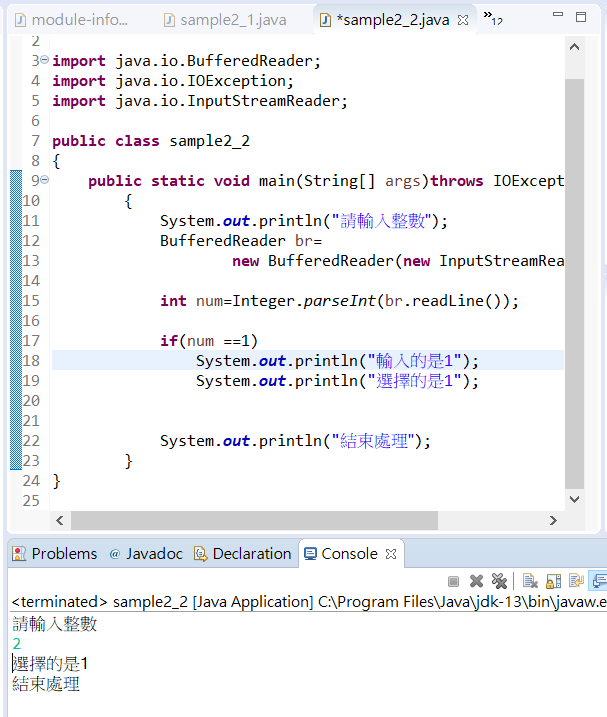 module-info... sample2_1.java *sample2_2.java »12
2
3 import java.io.BufferedReader;
4 import java.io.IOException;
5 import java.io.InputStreamReader;
6
7 public class sample2_2
8 {
9 public static void main(String[] args)throws IOExcept
10 {
11 System.out.println("請輸入整數");
12 BufferedReader br=
13 new BufferedReader(new InputStreamRea
14
15 int num=Integer.parseInt(br.readLine());
16
17 if(num ==1)
18 System.out.println("輸入的是1");
19 System.out.println("選擇的是1");
20
21
22 System.out.println("結束處理");
23 }
24 }
25
Problems @ Javadoc Declaration Console
<terminated> sample2_2 [Java Application] C:\Program Files\Java\jdk-13\bin\javaw.e
請輸入整數
2
選擇的是1
結束處理